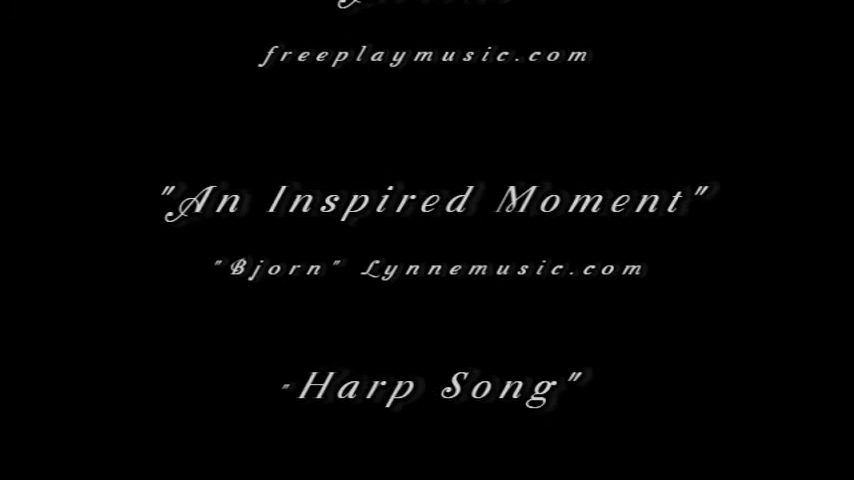 freeplaymusic.com
"An Inspired Moment"
"Bjorn" Lynnemusic.com
"Harp Song"